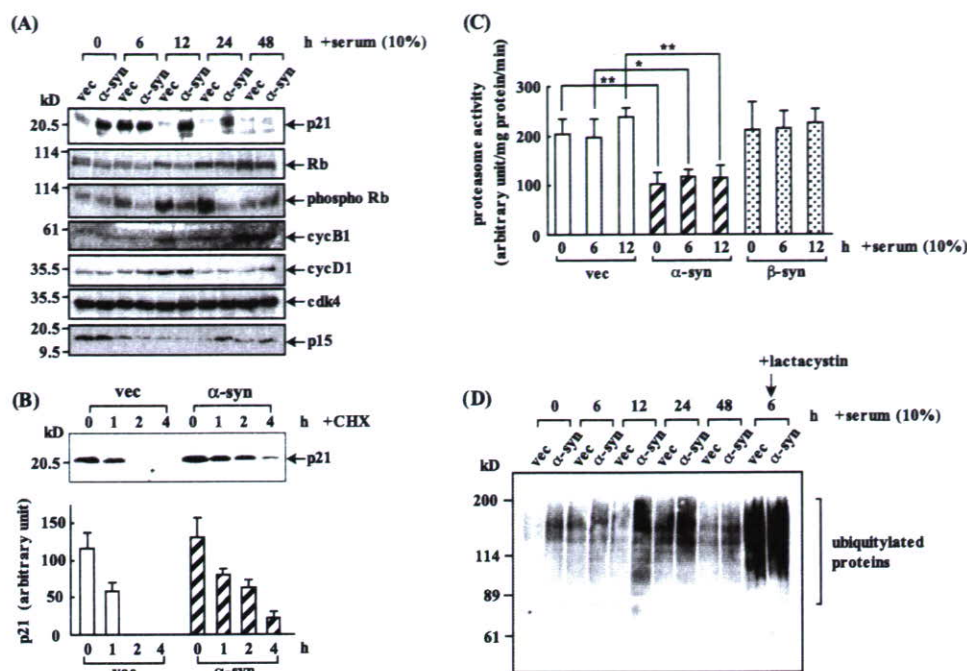 (A)
0 6 12 24 48 h +serum (10%)
vec α-syn vec α-syn vec α-syn vec α-syn vec α-syn
kD
20.5 p21
114 Rb
114 phospho Rb
61 cycB1
35.5 cycD1
35.5 cdk4
20.5 p15
9.5
(B)
vec α-syn
kD 0 1 2 4 0 1 2 4 h +CHX
20.5 p21
p21 (arbitrary unit)
150
100
50
0
0 1 2 4 0 1 2 4 h
vec α-syn
(C)
proteasome activity
(arbitrary unit/mg protein/min)
** * **
300
200
100
0
0 6 12 0 6 12 0 6 12 h +serum (10%)
vec α-syn β-syn
(D)
+lactacystin
0 6 12 24 48 6 h +serum (10%)
vec α-syn vec α-syn vec α-syn vec α-syn vec α-syn vec α-syn
kD
200
114
89
61
ubiquitylated
proteins